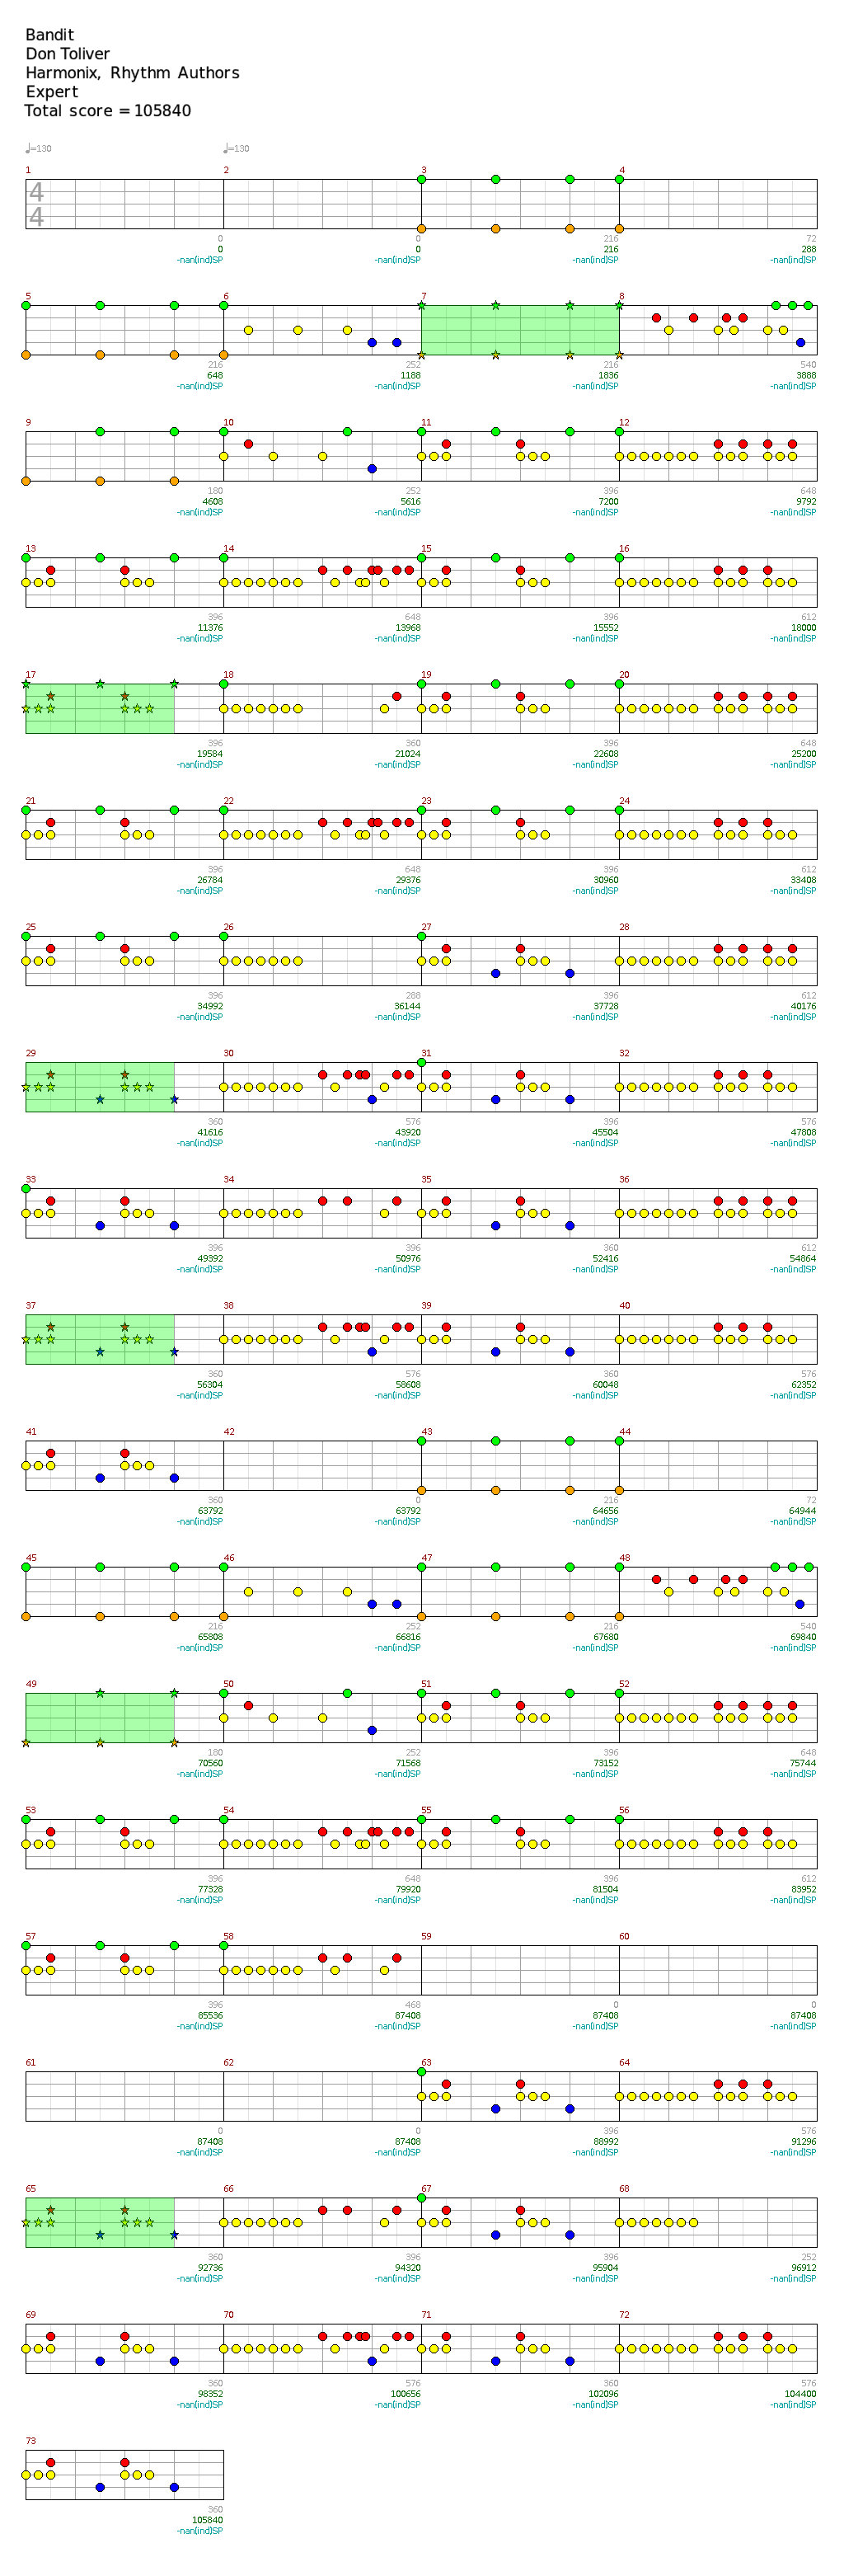 Bandit
Don Toliver
Harmonix, Rhythm Authors
Expert
Total score = 105840
♩=130 ♩=130
1 2 3 4
4
4
0 0 216 72
0 0 216 288
-nan(ind)SP -nan(ind)SP -nan(ind)SP -nan(ind)SP
5 6 7 8
216 252 216 540
648 1188 1836 3888
-nan(ind)SP -nan(ind)SP -nan(ind)SP -nan(ind)SP
9 10 11 12
180 252 396 648
4608 5616 7200 9792
-nan(ind)SP -nan(ind)SP -nan(ind)SP -nan(ind)SP
13 14 15 16
396 648 396 612
11376 13968 15552 18000
-nan(ind)SP -nan(ind)SP -nan(ind)SP -nan(ind)SP
17 18 19 20
396 360 396 648
19584 21024 22608 25200
-nan(ind)SP -nan(ind)SP -nan(ind)SP -nan(ind)SP
21 22 23 24
396 648 396 612
26784 29376 30960 33408
-nan(ind)SP -nan(ind)SP -nan(ind)SP -nan(ind)SP
25 26 27 28
396 288 396 612
34992 36144 37728 40176
-nan(ind)SP -nan(ind)SP -nan(ind)SP -nan(ind)SP
29 30 31 32
360 576 396 576
41616 43920 45504 47808
-nan(ind)SP -nan(ind)SP -nan(ind)SP -nan(ind)SP
33 34 35 36
396 396 360 612
49392 50976 52416 54864
-nan(ind)SP -nan(ind)SP -nan(ind)SP -nan(ind)SP
37 38 39 40
360 576 360 576
56304 58608 60048 62352
-nan(ind)SP -nan(ind)SP -nan(ind)SP -nan(ind)SP
41 42 43 44
360 0 216 72
63792 63792 64656 64944
-nan(ind)SP -nan(ind)SP -nan(ind)SP -nan(ind)SP
45 46 47 48
216 252 216 540
65808 66816 67680 69840
-nan(ind)SP -nan(ind)SP -nan(ind)SP -nan(ind)SP
49 50 51 52
180 252 396 648
70560 71568 73152 75744
-nan(ind)SP -nan(ind)SP -nan(ind)SP -nan(ind)SP
53 54 55 56
396 648 396 612
77328 79920 81504 83952
-nan(ind)SP -nan(ind)SP -nan(ind)SP -nan(ind)SP
57 58 59 60
396 468 0 0
85536 87408 87408 87408
-nan(ind)SP -nan(ind)SP -nan(ind)SP -nan(ind)SP
61 62 63 64
0 0 396 576
87408 87408 88992 91296
-nan(ind)SP -nan(ind)SP -nan(ind)SP -nan(ind)SP
65 66 67 68
360 396 396 252
92736 94320 95904 96912
-nan(ind)SP -nan(ind)SP -nan(ind)SP -nan(ind)SP
69 70 71 72
360 576 360 576
98352 100656 102096 104400
-nan(ind)SP -nan(ind)SP -nan(ind)SP -nan(ind)SP
73
360
105840
-nan(ind)SP